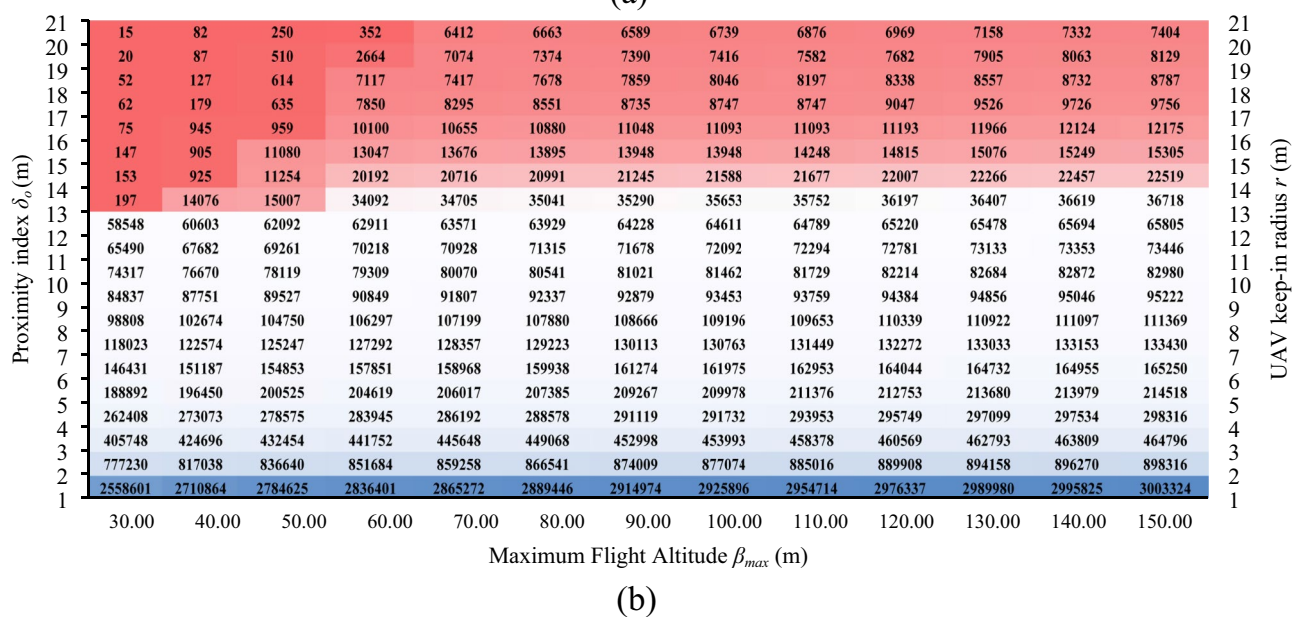 (a)
21 15 82 250 352 6412 6663 6589 6739 6876 6969 7158 7332 7404 21
20 20 87 510 2664 7074 7374 7390 7416 7582 7682 7905 8063 8129 20
19 52 127 614 7117 7417 7678 7859 8046 8197 8338 8557 8732 8787 19
18 62 179 635 7850 8295 8551 8735 8747 8747 9047 9526 9726 9756 18
17 75 945 959 10100 10655 10880 11048 11093 11093 11193 11966 12124 12175 17
16 147 905 11080 13047 13676 13895 13948 13948 14248 14815 15076 15249 15305 16
15 153 925 11254 20192 20716 20991 21245 21588 21677 22007 22266 22457 22519 15
14 197 14076 15007 34092 34705 35041 35290 35653 35752 36197 36407 36619 36718 14
13 58548 60603 62092 62911 63571 63929 64228 64611 64789 65220 65478 65694 65805 13
12 65490 67682 69261 70218 70928 71315 71678 72092 72294 72781 73133 73353 73446 12
11 74317 76670 78119 79309 80070 80541 81021 81462 81729 82214 82684 82872 82980 11
10 84837 87751 89527 90849 91807 92337 92879 93453 93759 94384 94856 95046 95222 10
9 98808 102674 104750 106297 107199 107880 108666 109196 109653 110339 110922 111097 111369 9
8 118023 122574 125247 127292 128357 129223 130113 130763 131449 132272 133033 133153 133430 8
7 146431 151187 154853 157851 158968 159938 161274 161975 162953 164044 164732 164955 165250 7
6 188892 196450 200525 204619 206017 207385 209267 209978 211376 212753 213680 213979 214518 6
5 262408 273073 278575 283945 286192 288578 291119 291732 293953 295749 297099 297534 298316 5
4 405748 424696 432454 441752 445648 449068 452998 453993 458378 460569 462793 463809 464796 4
3 777230 817038 836640 851684 859258 866541 874009 877074 885016 889908 894158 896270 898316 3
2 2558601 2710864 2784625 2836401 2865272 2889446 2914974 2925896 2954714 2976337 2989980 2995825 3003324 2
1 1
30.00 40.00 50.00 60.00 70.00 80.00 90.00 100.00 110.00 120.00 130.00 140.00 150.00
Maximum Flight Altitude βmax (m)
Proximity index δo (m)
UAV keep-in radius r (m)
(b)